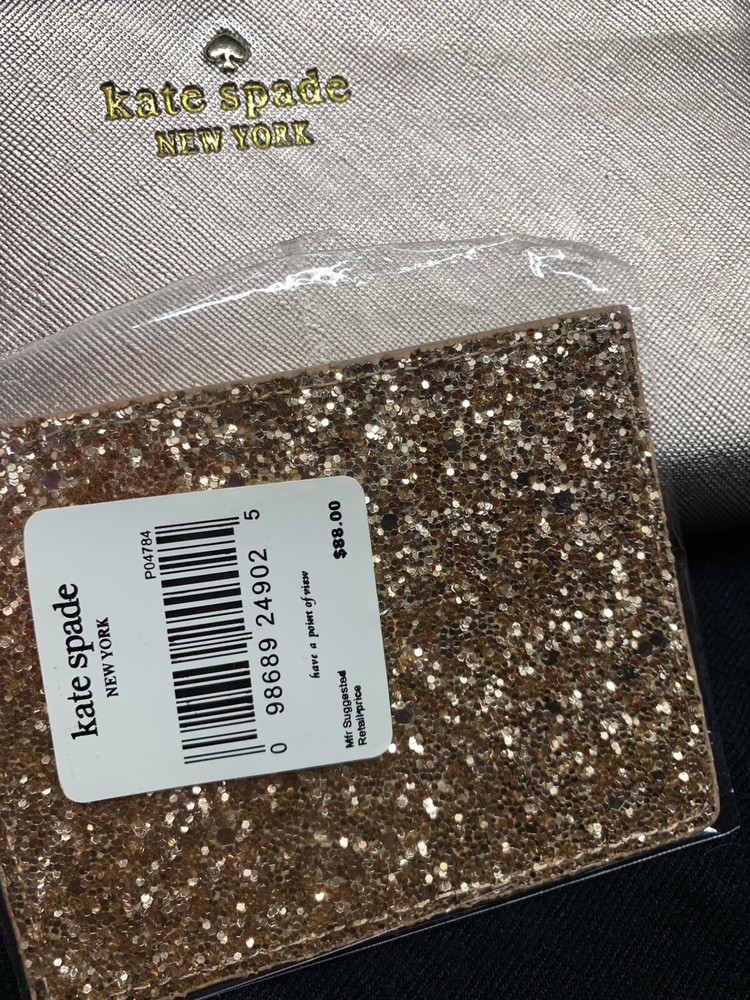 kate spade
NEW YORK
kate spade
NEW YORK
P04784
0 98689 24902 5
have a point of view
Mfr Suggested
Retail price
$88.00